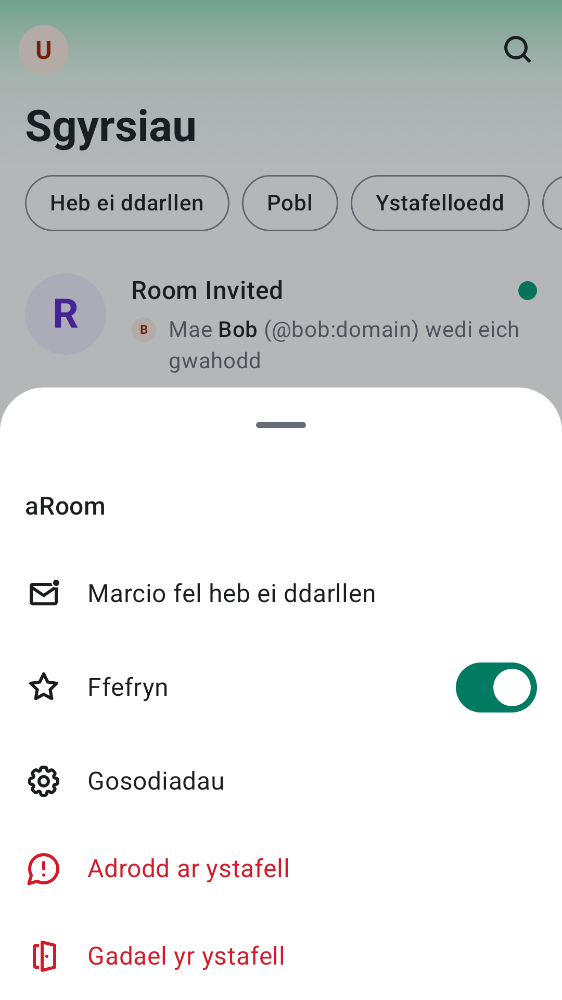 U
Sgyrsiau
Heb ei ddarllen
Pobl
Ystafelloedd
R
Room Invited
B
Mae Bob (@bob:domain) wedi eich
gwahodd
aRoom
Marcio fel heb ei ddarllen
Ffefryn
Gosodiadau
Adrodd ar ystafell
Gadael yr ystafell